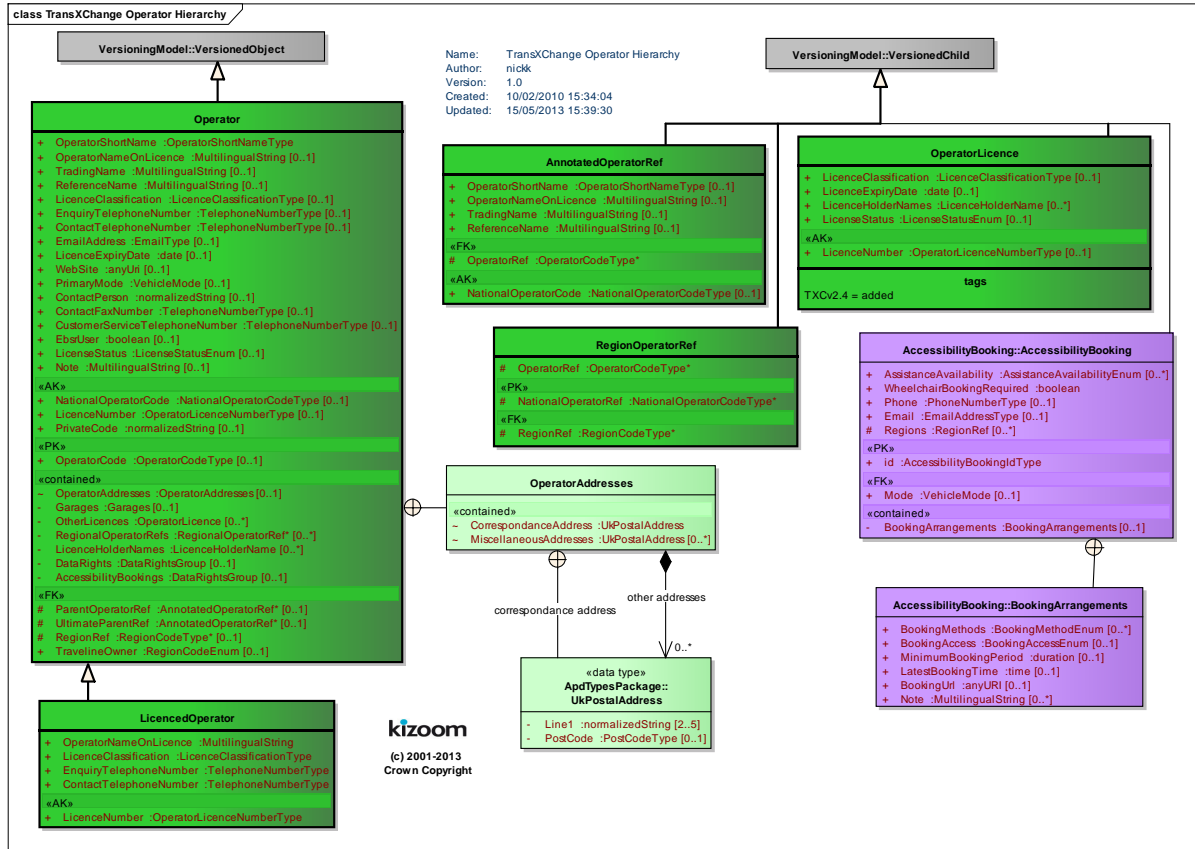 class TransXChange Operator Hierarchy
VersioningModel::VersionedObject
Name: TransXChange Operator Hierarchy
Author: nickk
Version: 1.0
Created: 10/02/2010 15:34:04
Updated: 15/05/2013 15:39:30
VersioningModel::VersionedChild
Operator
+ OperatorShortName :OperatorShortNameType
+ OperatorNameOnLicence :MultilingualString [0..1]
+ TradingName :MultilingualString [0..1]
+ ReferenceName :MultilingualString [0..1]
+ LicenceClassification :LicenceClassificationType [0..1]
+ EnquiryTelephoneNumber :TelephoneNumberType [0..1]
+ ContactTelephoneNumber :TelephoneNumberType [0..1]
+ EmailAddress :EmailType [0..1]
+ LicenceExpiryDate :date [0..1]
+ WebSite :anyUri [0..1]
+ PrimaryMode :VehicleMode [0..1]
+ ContactPerson :normalizedString [0..1]
+ ContactFaxNumber :TelephoneNumberType [0..1]
+ CustomerServiceTelephoneNumber :TelephoneNumberType [0..1]
+ EbsrUser :boolean [0..1]
+ LicenseStatus :LicenseStatusEnum [0..1]
+ Note :MultilingualString [0..1]
«AK»
+ NationalOperatorCode :NationalOperatorCodeType [0..1]
+ LicenceNumber :OperatorLicenceNumberType [0..1]
+ PrivateCode :normalizedString [0..1]
«PK»
+ OperatorCode :OperatorCodeType [0..1]
«contained»
~ OperatorAddresses :OperatorAddresses [0..1]
- Garages :Garages [0..1]
- OtherLicences :OperatorLicence [0..*]
- RegionalOperatorRefs :RegionalOperatorRef* [0..*]
- LicenceHolderNames :LicenceHolderName [0..*]
- DataRights :DataRightsGroup [0..1]
- AccessibilityBookings :DataRightsGroup [0..1]
«FK»
# ParentOperatorRef :AnnotatedOperatorRef* [0..1]
# UltimateParentRef :AnnotatedOperatorRef* [0..1]
# RegionRef :RegionCodeType* [0..1]
+ TravelineOwner :RegionCodeEnum [0..1]
LicencedOperator
+ OperatorNameOnLicence :MultilingualString
+ LicenceClassification :LicenceClassificationType
+ EnquiryTelephoneNumber :TelephoneNumberType
+ ContactTelephoneNumber :TelephoneNumberType
«AK»
+ LicenceNumber :OperatorLicenceNumberType
AnnotatedOperatorRef
+ OperatorShortName :OperatorShortNameType [0..1]
+ OperatorNameOnLicence :MultilingualString [0..1]
+ TradingName :MultilingualString [0..1]
+ ReferenceName :MultilingualString [0..1]
«FK»
# OperatorRef :OperatorCodeType*
«AK»
+ NationalOperatorCode :NationalOperatorCodeType [0..1]
RegionOperatorRef
# OperatorRef :OperatorCodeType*
«PK»
# NationalOperatorRef :NationalOperatorCodeType*
«FK»
# RegionRef :RegionCodeType*
OperatorAddresses
«contained»
~ CorrespondanceAddress :UkPostalAddress
~ MiscellaneousAddresses :UkPostalAddress [0..*]
correspondance address
other addresses
0..*
«data type»
ApdTypesPackage::
UkPostalAddress
- Line1 :normalizedString [2..5]
- PostCode :PostCodeType [0..1]
kizoom
(c) 2001-2013
Crown Copyright
OperatorLicence
+ LicenceClassification :LicenceClassificationType [0..1]
+ LicenceExpiryDate :date [0..1]
+ LicenceHolderNames :LicenceHolderName [0..*]
+ LicenseStatus :LicenseStatusEnum [0..1]
«AK»
+ LicenceNumber :OperatorLicenceNumberType [0..1]
tags
TXCv2.4 = added
AccessibilityBooking::AccessibilityBooking
+ AssistanceAvailability :AssistanceAvailabilityEnum [0..*]
+ WheelchairBookingRequired :boolean
+ Phone :PhoneNumberType [0..1]
+ Email :EmailAddressType [0..1]
# Regions :RegionRef [0..*]
«PK»
+ id :AccessibilityBookingIdType
«FK»
+ Mode :VehicleMode [0..1]
«contained»
- BookingArrangements :BookingArrangements [0..1]
AccessibilityBooking::BookingArrangements
+ BookingMethods :BookingMethodEnum [0..*]
+ BookingAccess :BookingAccessEnum [0..1]
+ MinimumBookingPeriod :duration [0..1]
+ LatestBookingTime :time [0..1]
+ BookingUrl :anyURI [0..1]
+ Note :MultilingualString [0..*]